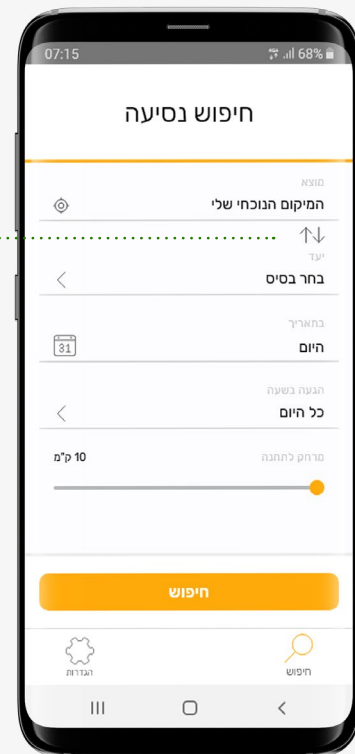 07:15 68%
חיפוש נסיעה
מוצא
המיקום הנוכחי שלי
יעד
בחר בסיס
בתאריך
היום
31
הגעה בשעה
כל היום
מרחק לתחנה
10 ק"מ
חיפוש
חיפוש
הגדרות